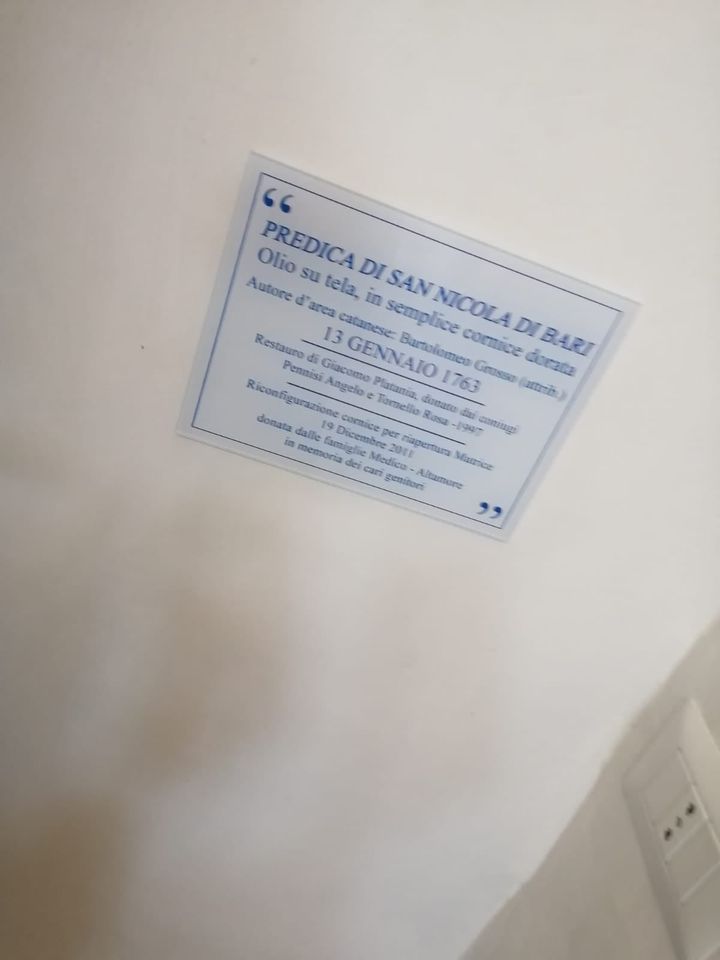 “
PREDICA DI SAN NICOLA DI BARI
Olio su tela, in semplice cornice dorata
Autore d'area catanese: Bartolomeo Grasso (attrib.)
13 GENNAIO 1763
Restauro di Giacomo Platania, donato dai coniugi
Pennisi Angelo e Tornello Rosa -1997
Riconfigurazione cornice per riapertura Matrice
19 Dicembre 2011
donata dalle famiglie Medico - Altamore
in memoria dei cari genitori
”